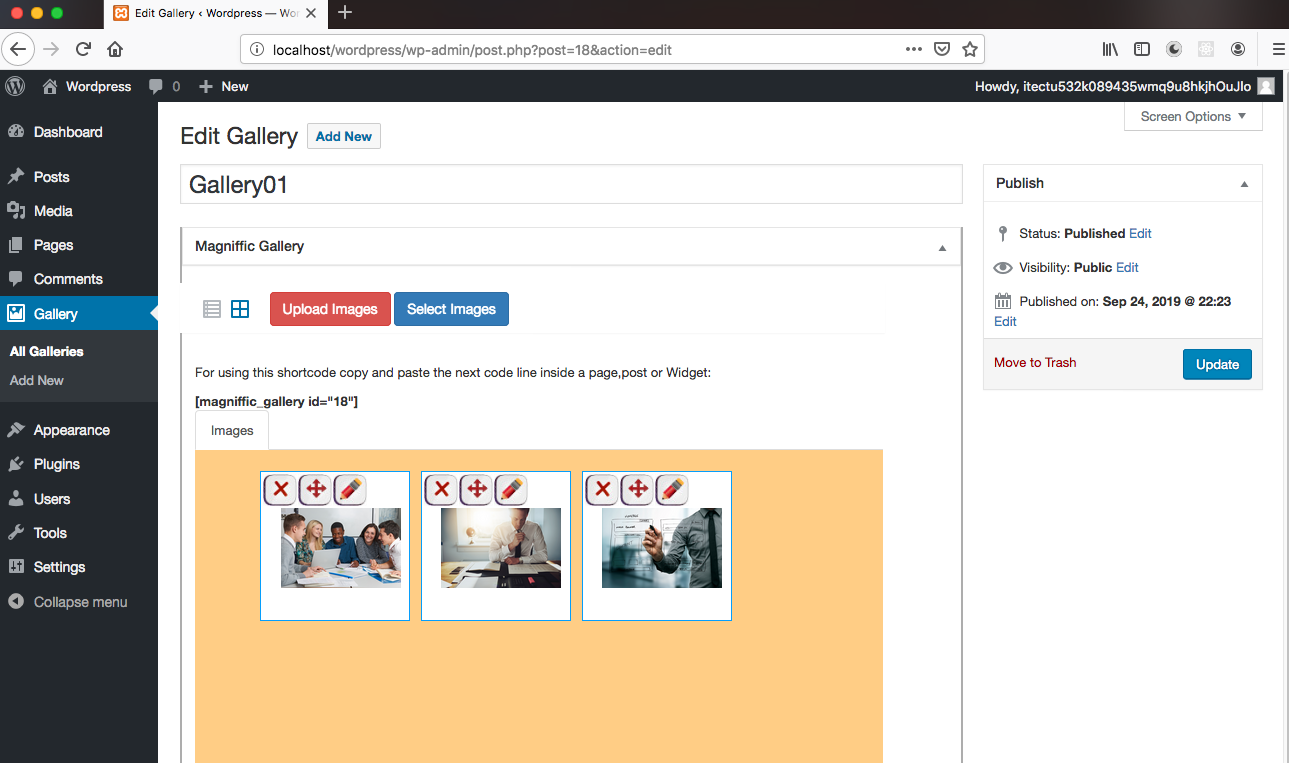 Edit Gallery ‹ Wordpress — Wor
localhost/wordpress/wp-admin/post.php?post=18&action=edit
Wordpress 0 New Howdy, itectu532k089435wmq9u8hkjhOuJIo
Screen Options
Dashboard
Posts
Media
Pages
Comments
Gallery
All Galleries
Add New
Appearance
Plugins
Users
Tools
Settings
Collapse menu
Edit Gallery Add New
Gallery01
Magniffic Gallery
Upload Images Select Images
For using this shortcode copy and paste the next code line inside a page,post or Widget:
[magniffic_gallery id="18"]
Images
Publish
Status: Published Edit
Visibility: Public Edit
Published on: Sep 24, 2019 @ 22:23
Edit
Move to Trash Update